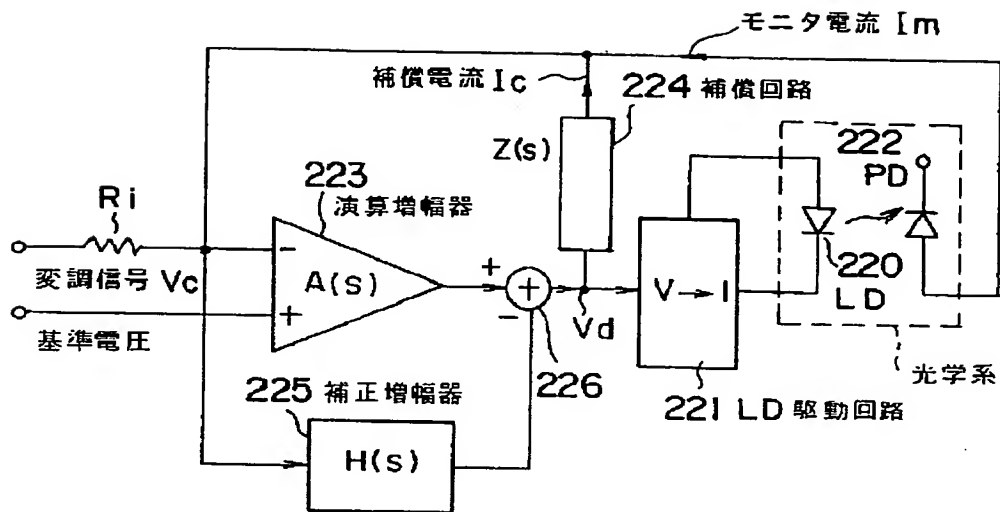 モニタ電流 Im
補償電流 Ic
224 補償回路
Z(s)
222
PD
223
演算増幅器
Ri
-
変調信号 Vc
A(s)
+
+
-
V→I
220
LD
+
基準電圧
Vd
226
光学系
225 補正増幅器
221 LD 駆動回路
H(s)